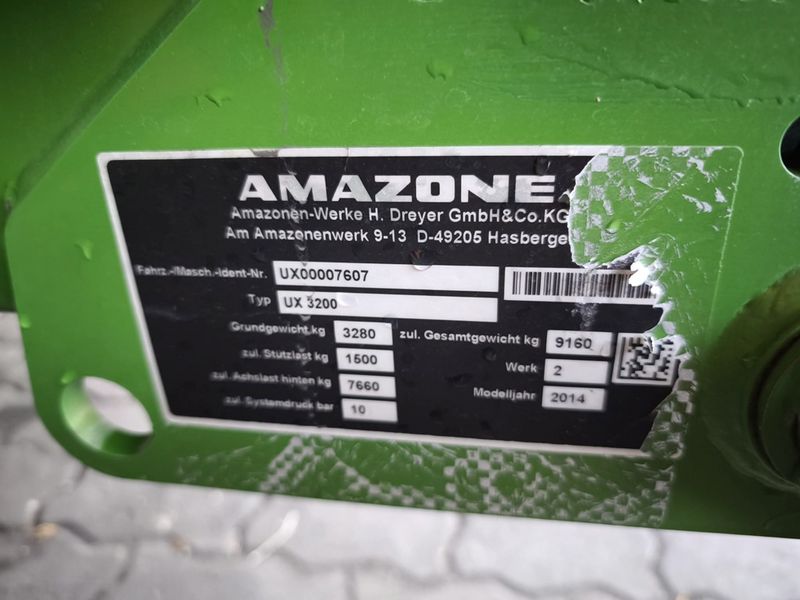 AMAZONE
Amazonen-Werke H. Dreyer GmbH&Co.KG
Am Amazonenwerk 9-13 D-49205 Hasberge
Fahrz.-/Masch.-Ident-Nr. UX00007607
Typ UX 3200
Grundgewicht kg 3280 zul. Gesamtgewicht kg 9160
zul. Stützlast kg 1500 Werk 2
zul. Achslast hinten kg 7660 Modelljahr 2014
zul. Systemdruck bar 10